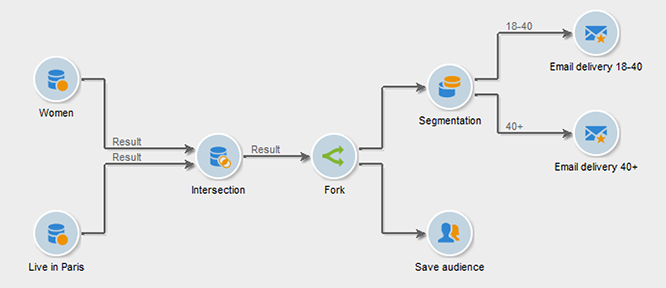 18-40
Email delivery 18-40
Women
Segmentation
40+
Result
Result
Result
Email delivery 40+
Intersection
Fork
Live in Paris
Save audience